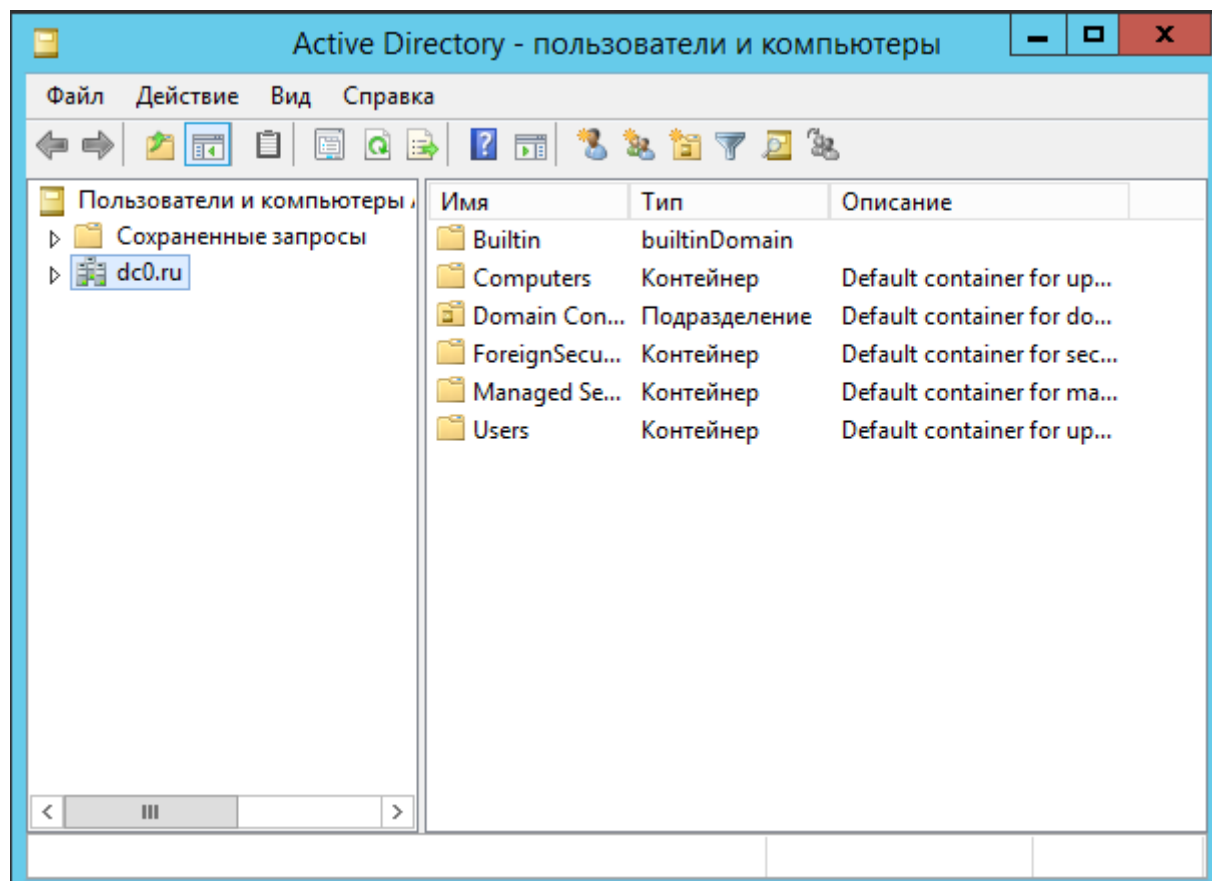 Active Directory - пользователи и компьютеры
Файл Действие Вид Справка
Пользователи и компьютеры
Сохраненные запросы
dc0.ru
Имя Тип Описание
Builtin builtinDomain
Computers Контейнер Default container for up...
Domain Con... Подразделение Default container for do...
ForeignSecu... Контейнер Default container for sec...
Managed Se... Контейнер Default container for ma...
Users Контейнер Default container for up...